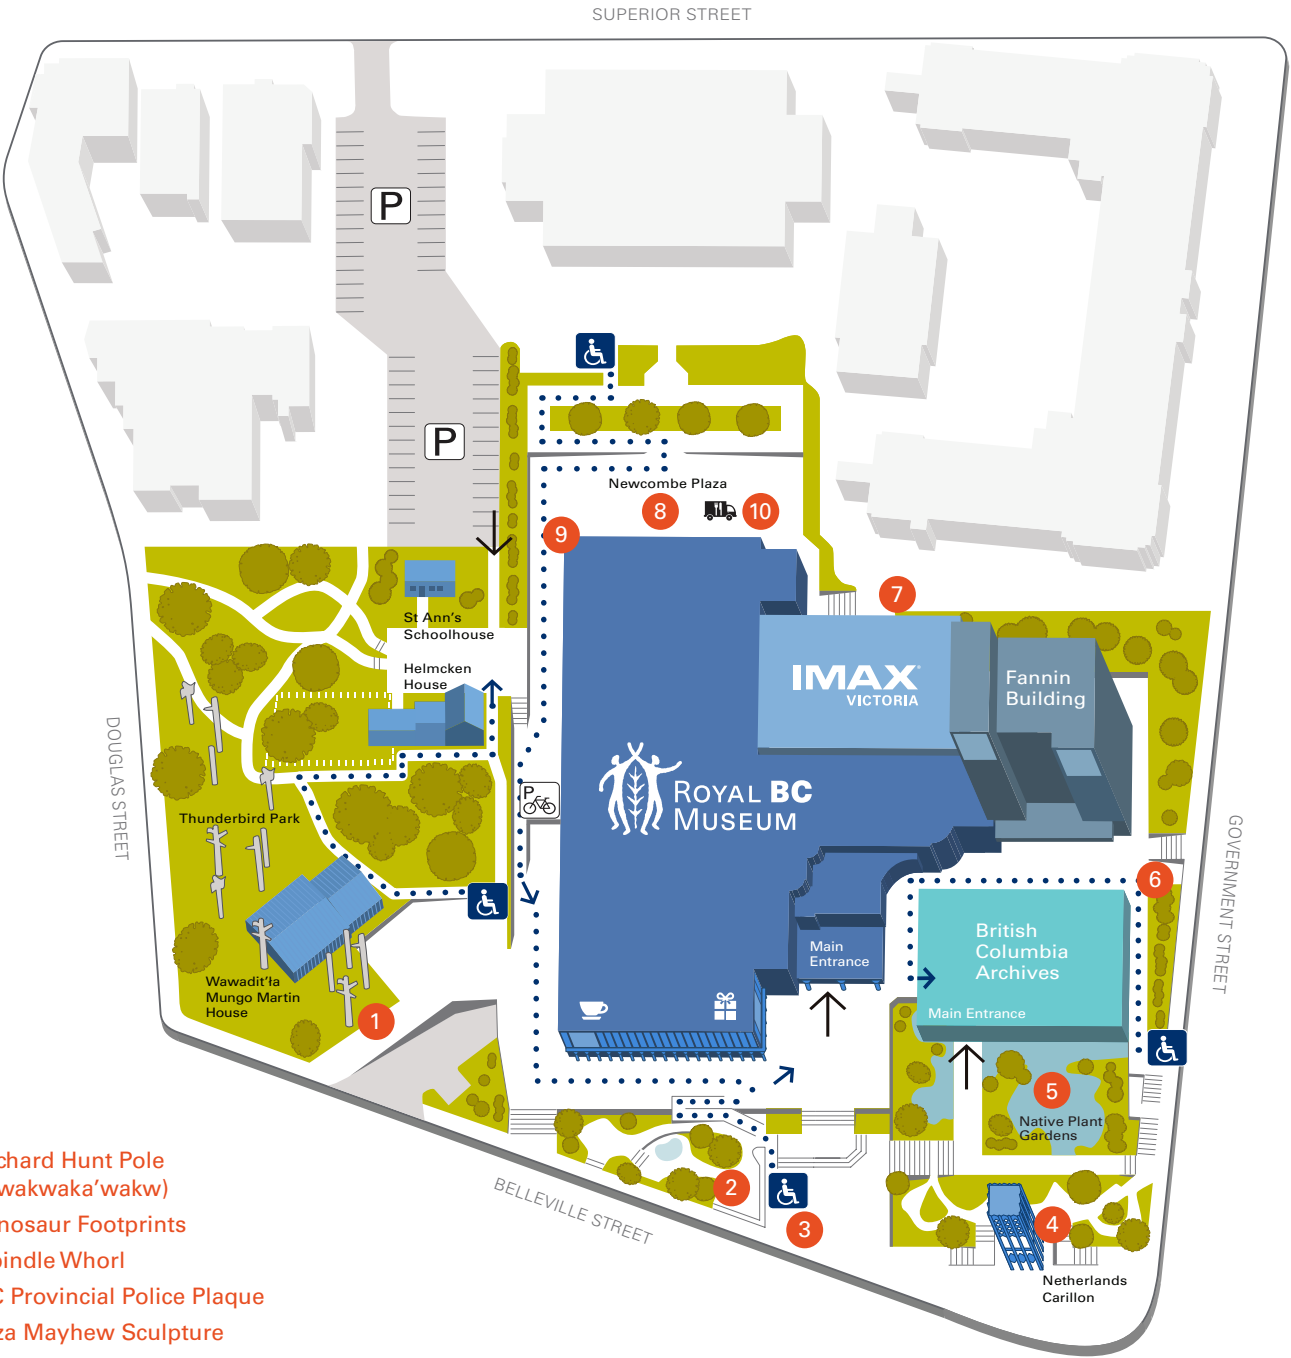 SUPERIOR STREET
P
P
Newcombe Plaza
8
10
9
7
St Ann's
Schoolhouse
Helmcken
House
IMAX
VICTORIA
Fannin
Building
DOUGLAS STREET
P
ROYAL BC
MUSEUM
Thunderbird Park
GOVERNMENT STREET
6
British
Columbia
Archives
Main
Entrance
Wawadit'la
Mungo Martin
House
1
Main Entrance
5
Native Plant
Gardens
BELLEVILLE STREET
2
3
4
Netherlands
Carillon
chard Hunt Pole
wakwaka'wakw)
nosaur Footprints
indle Whorl
C Provincial Police Plaque
za Mayhew Sculpture